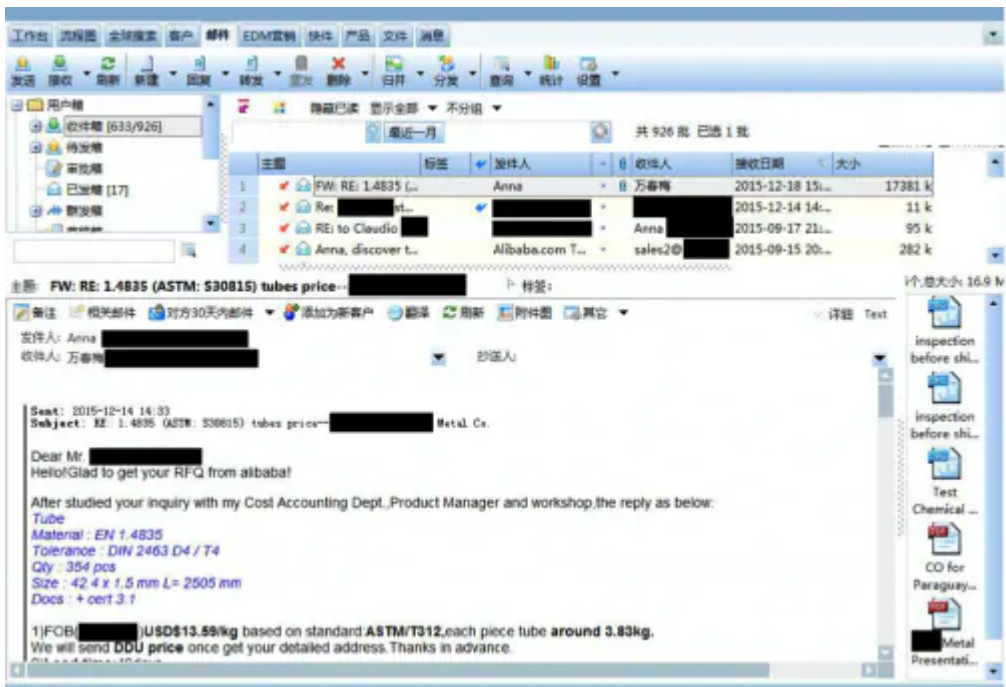 工作台 流程图 全球搜索 客户 邮件 EDM营销 快件 产品 文件 消息
发送 接收 刷新 新建 回复 转发 重发 删除 归并 分发 查询 统计 设置
用户箱
收件箱 [633/926]
待发箱
审批箱
已发箱 [17]
群发箱
隐藏已读 显示全部 不分组
最近一月 共 926 批 已选 1 批
主题 标签 发件人 收件人 接收日期 大小
1 FW: RE: 1.4835 (... Anna 万春梅 2015-12-18 15:... 17381 k
2 Re: st... 2015-12-14 14:... 11 k
3 RE: to Claudio Anna 2015-09-17 21:... 95 k
4 Anna, discover t... Alibaba.com T... sales2@ 2015-09-15 20:... 282 k
主题: FW: RE: 1.4835 (ASTM: S30815) tubes price-- 标签: 个,总大小: 16.9 M
备注 相关邮件 对方30天内邮件 添加为新客户 翻译 刷新 附件图 其它 详细 Text
发件人: Anna
收件人: 万春梅 抄送人:
Sent: 2015-12-14 14:33
Subject: RE: 1.4835 (ASTM: S30815) tubes price-- Metal Co.
Dear Mr.
Hello!Glad to get your RFQ from alibaba!
After studied your inquiry with my Cost Accounting Dept.,Product Manager and workshop,the reply as below:
Tube
Material : EN 1.4835
Tolerance : DIN 2463 D4 / T4
Qty : 354 pcs
Size : 42.4 x 1.5 mm L= 2505 mm
Docs : + cert 3.1
1)FOB( )USD$13.59/kg based on standard:ASTM/T312,each piece tube around 3.83kg.
We will send DDU price once get your detailed address.Thanks in advance.
inspection
before shi...
inspection
before shi...
Test
Chemical ...
CO for
Paraguay...
Metal
Presentati...